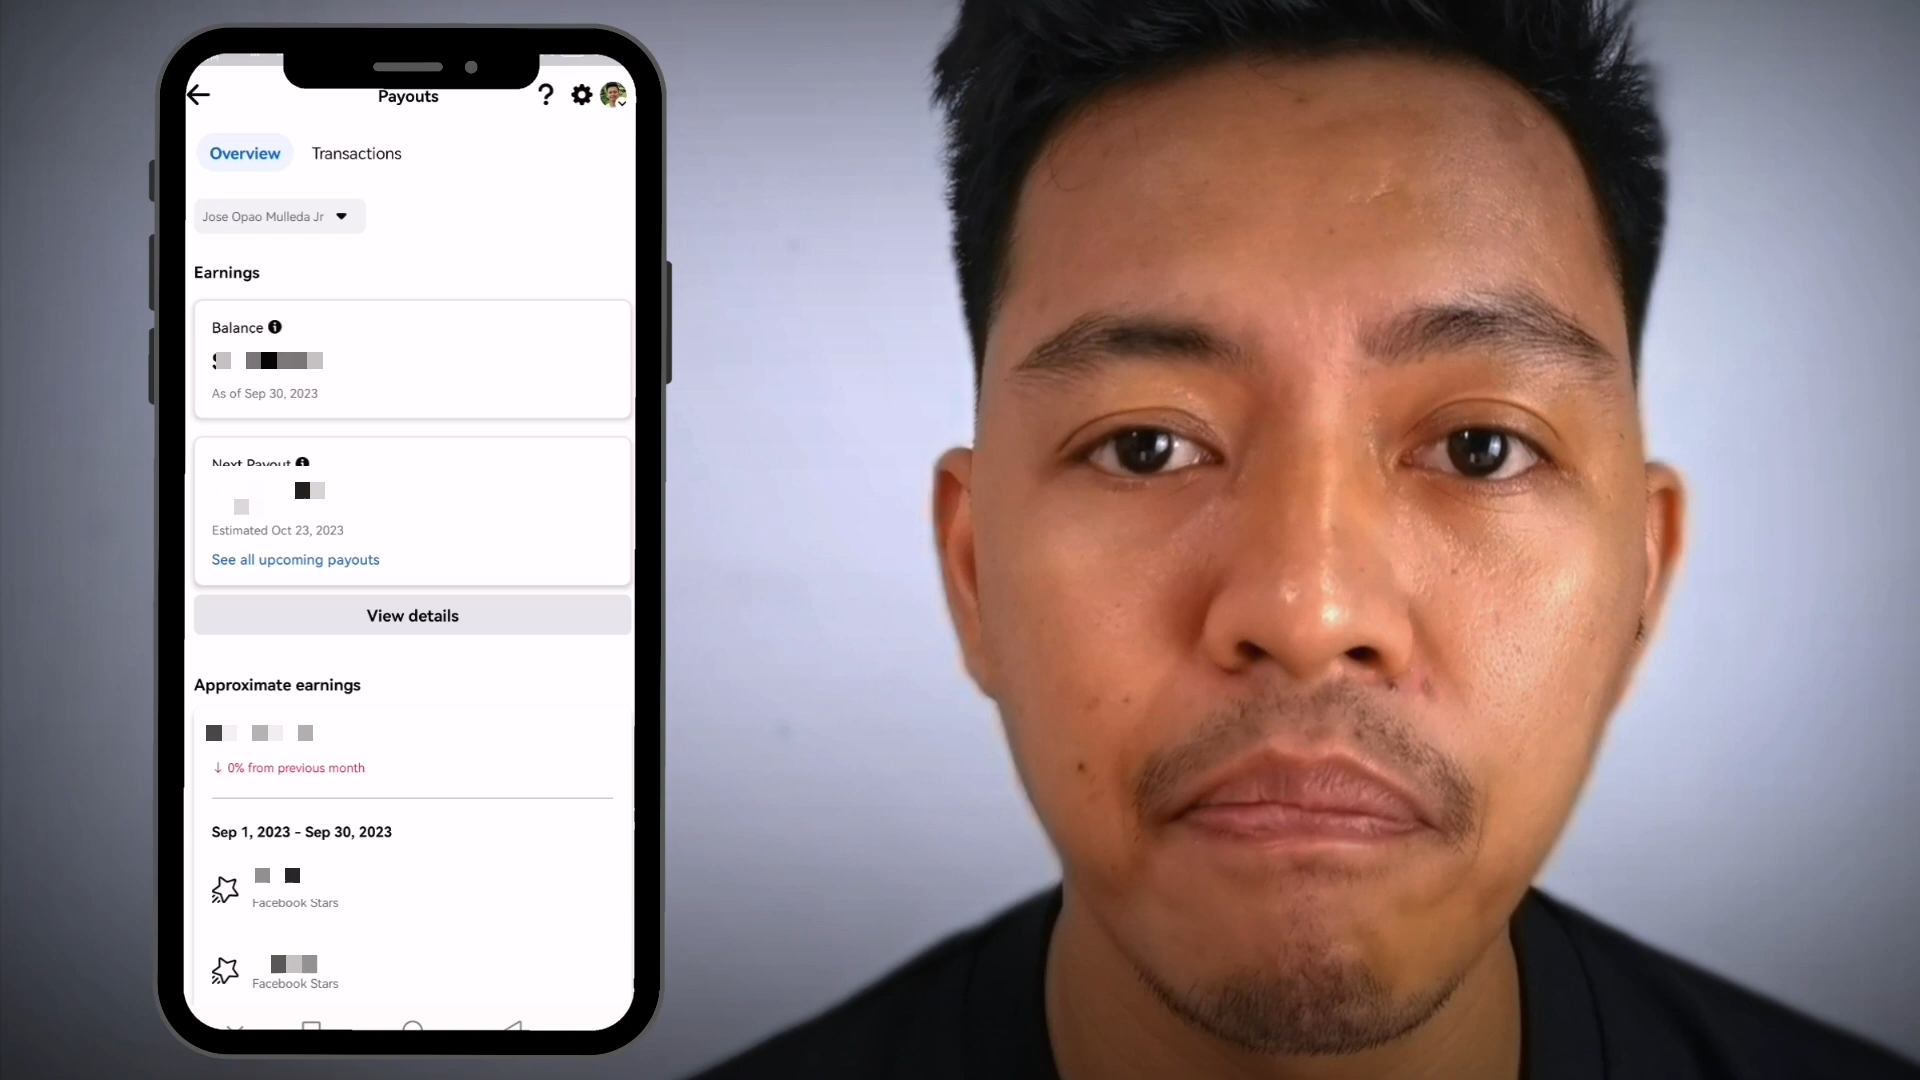 Payouts
Overview Transactions
Jose Opao Mulleda Jr
Earnings
Balance
As of Sep 30, 2023
Next Payout
Estimated Oct 23, 2023
See all upcoming payouts
View details
Approximate earnings
↓ 0% from previous month
Sep 1, 2023 - Sep 30, 2023
Facebook Stars
Facebook Stars